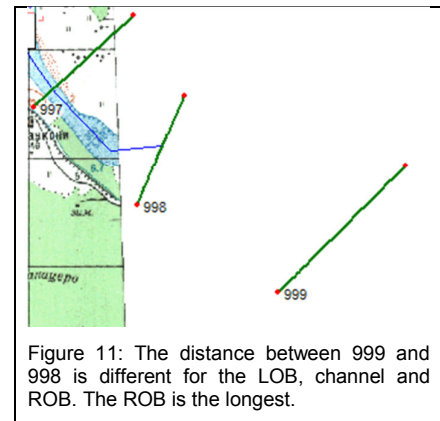 997
зим.
998
999
Figure 11: The distance between 999 and
998 is different for the LOB, channel and
ROB. The ROB is the longest.